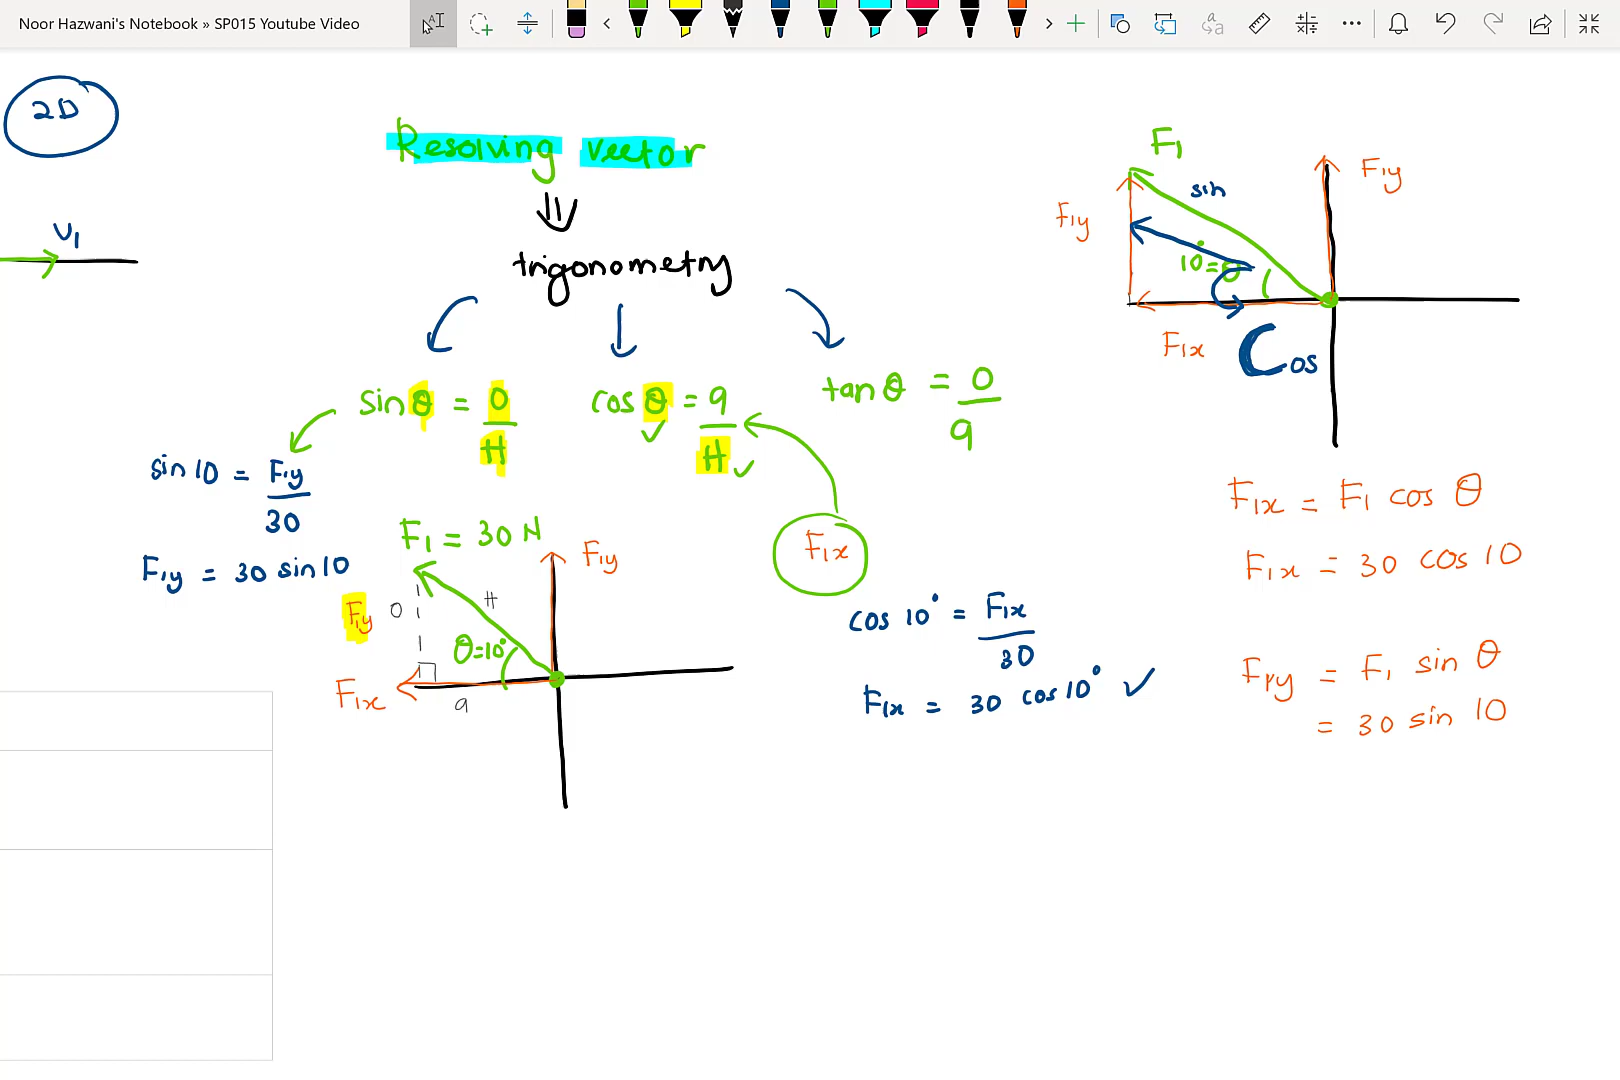 Noor Hazwani's Notebook » SP015 Youtube Video
2D
V1
Resolving vector
trigonometry
sin θ = O/H
cos θ = a/H
tan θ = O/a
sin 10 = F1y/30
F1y = 30 sin 10
F1 = 30 N
F1y
F1y O
H
θ=10°
F1x
a
F1x
cos 10° = F1x/30
F1x = 30 cos 10°
F1
sin
F1y
F1y
10°=θ
F1x
Cos
F1x = F1 cos θ
F1x = 30 cos 10
F1y = F1 sin θ
= 30 sin 10